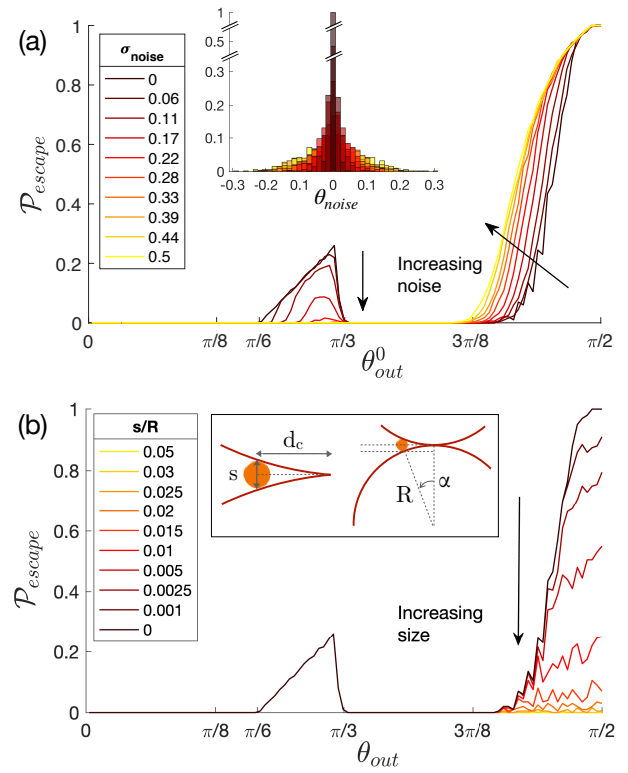 (a)
σnoise
0
0.06
0.11
0.17
0.22
0.28
0.33
0.39
0.44
0.5
1
0.8
0.6
0.4
0.2
0
𝒫escape
1
0.5
0.3
0.2
0.1
0
-0.3 -0.2 -0.1 0 0.1 0.2 0.3
θnoise
Increasing
noise
0 π/8 π/6 π/3 3π/8 π/2
θ⁰out
(b)
s/R
0.05
0.03
0.025
0.02
0.015
0.01
0.005
0.0025
0.001
0
1
0.8
0.6
0.4
0.2
0
𝒫escape
dc
s
R
α
Increasing
size
0 π/8 π/6 π/3 3π/8 π/2
θout